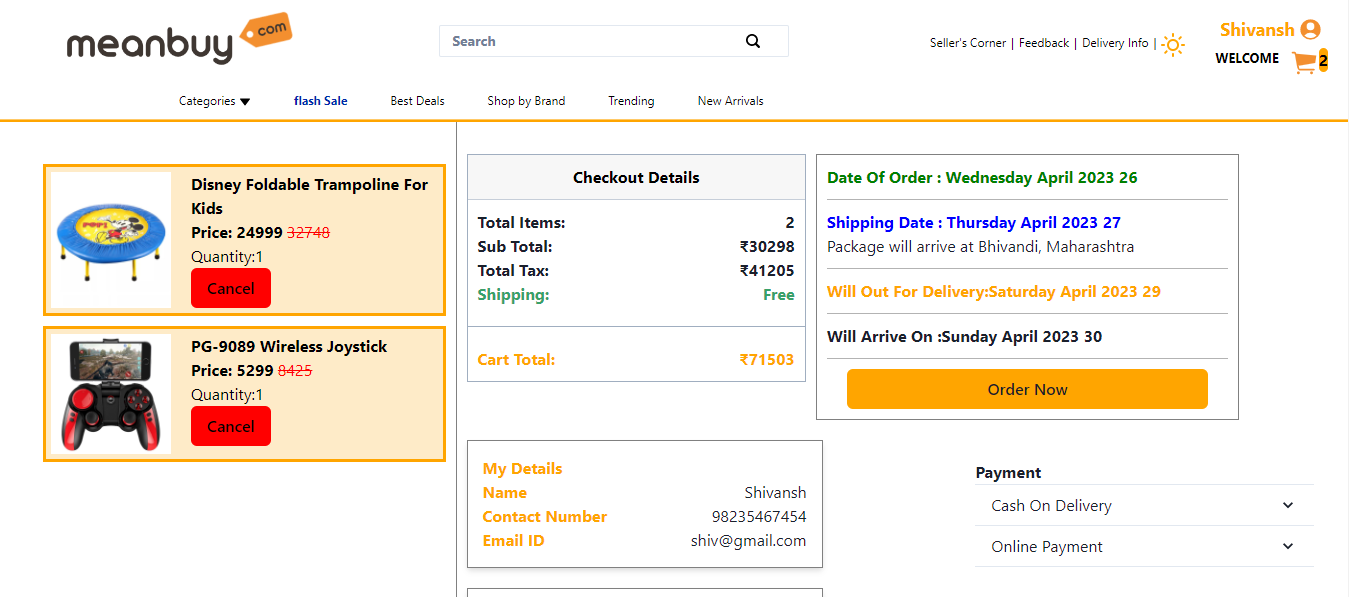 meanbuy .com
Search
Seller's Corner | Feedback | Delivery Info |
Shivansh
WELCOME
2
Categories
flash Sale
Best Deals
Shop by Brand
Trending
New Arrivals
Disney Foldable Trampoline For
Kids
Price: 24999 32748
Quantity:1
Cancel
PG-9089 Wireless Joystick
Price: 5299 8425
Quantity:1
Cancel
Checkout Details
Total Items: 2
Sub Total: ₹30298
Total Tax: ₹41205
Shipping: Free
Cart Total: ₹71503
Date Of Order : Wednesday April 2023 26
Shipping Date : Thursday April 2023 27
Package will arrive at Bhivandi, Maharashtra
Will Out For Delivery:Saturday April 2023 29
Will Arrive On :Sunday April 2023 30
Order Now
My Details
Name Shivansh
Contact Number 98235467454
Email ID shiv@gmail.com
Payment
Cash On Delivery
Online Payment